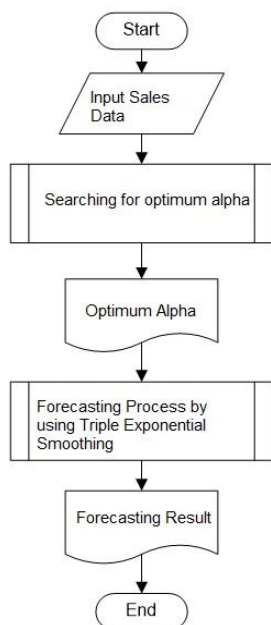 Start
Input Sales
Data
Searching for optimum alpha
Optimum Alpha
Forecasting Process by
using Triple Exponential
Smoothing
Forecasting Result
End